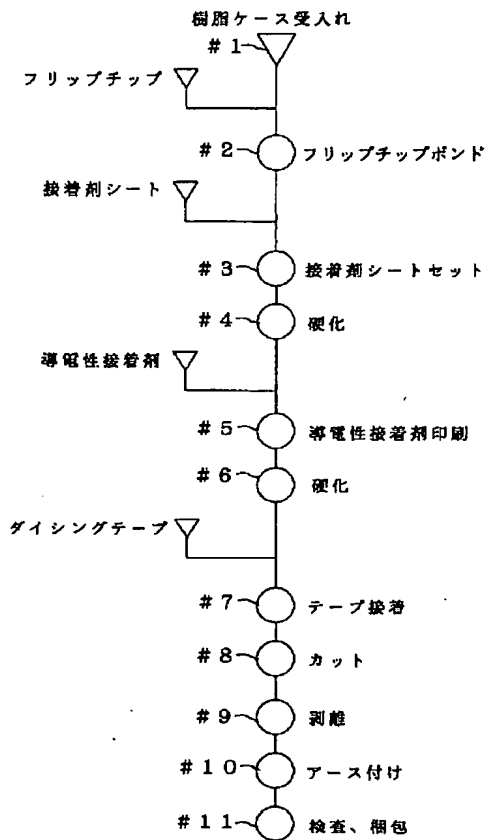 樹脂ケース受入れ
#1
フリップチップ
#2 フリップチップボンド
接着剤シート
#3 接着剤シートセット
#4 硬化
導電性接着剤
#5 導電性接着剤印刷
#6 硬化
ダイシングテープ
#7 テープ接着
#8 カット
#9 剥離
#10 アース付け
#11 検査、梱包